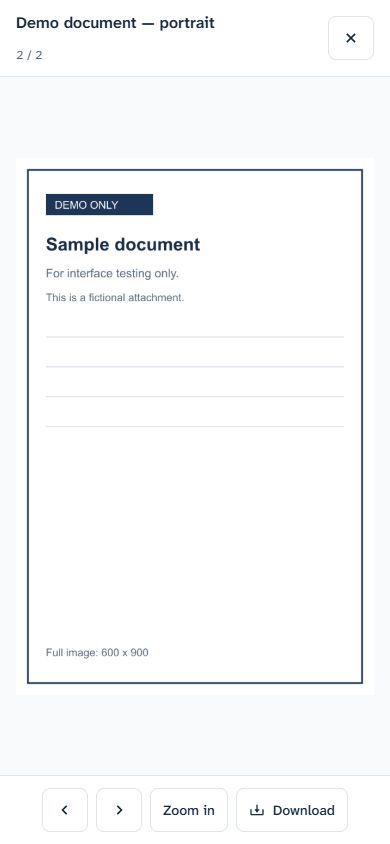 Demo document — portrait
2 / 2
DEMO ONLY
Sample document
For interface testing only.
This is a fictional attachment.
Full image: 600 x 900
Zoom in
Download